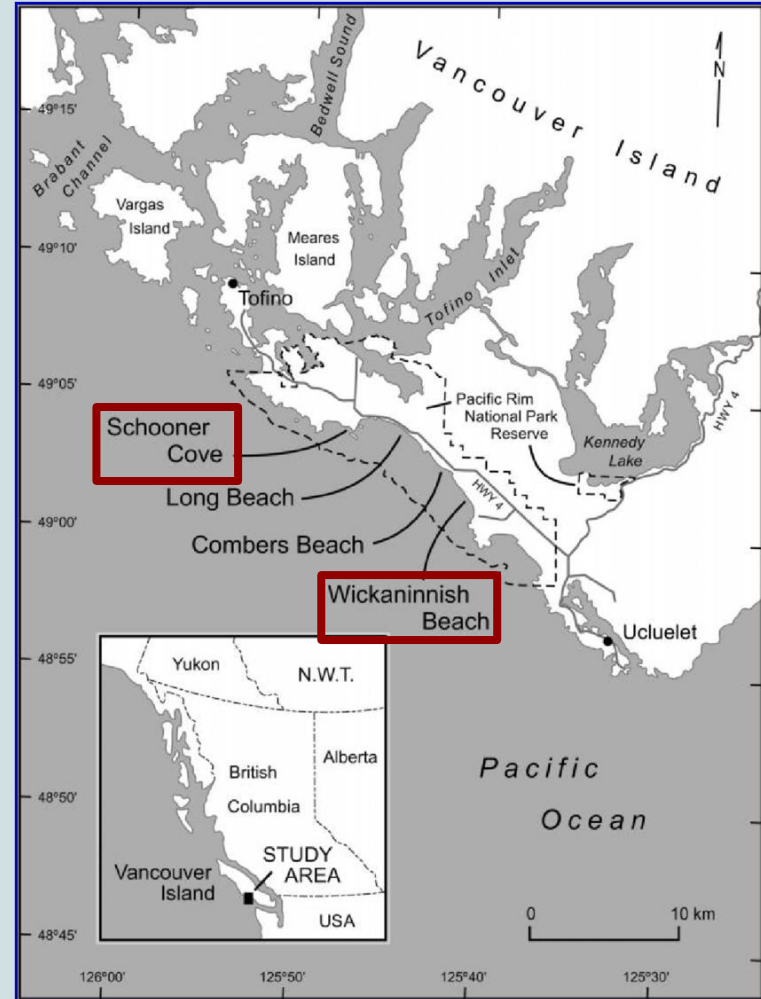 Vancouver Island
N
Bedwell Sound
49°15'
Brabant
Channel
Vargas
Island
Meares
Island
49°10'
Tofino Inlet
Tofino
49°05'
Pacific Rim
National Park
Reserve
Kennedy
Lake
HWY 4
Schooner
Cove
Long Beach
HWY 4
49°00'
Combers Beach
Wickaninnish
Beach
Ucluelet
48°55'
Yukon
N.W.T.
Alberta
British
Columbia
STUDY
AREA
Vancouver
Island
USA
Pacific
Ocean
48°50'
0 10 km
48°45'
126°00' 125°50' 125°40' 125°30'